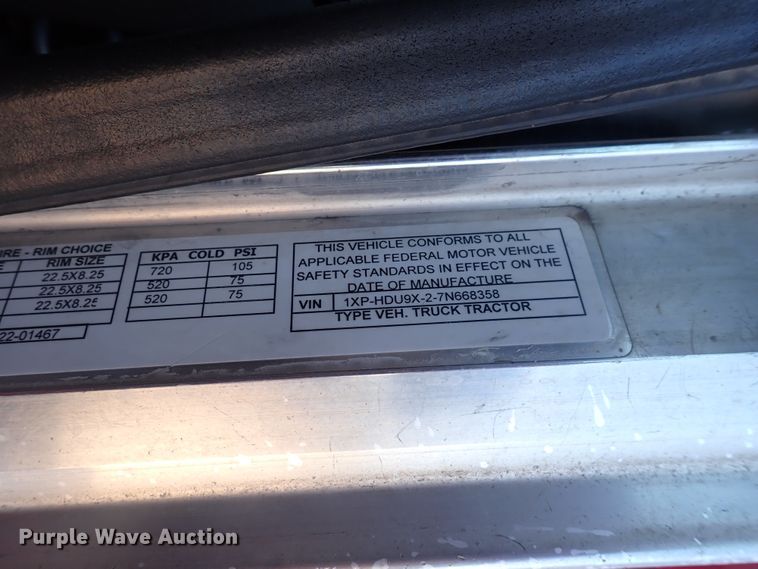 IRE - RIM CHOICE
E RIM SIZE
22.5X8.25
22.5X8.25
22.5X8.25
22-01467
KPA COLD PSI
720 105
520 75
520 75
THIS VEHICLE CONFORMS TO ALL
APPLICABLE FEDERAL MOTOR VEHICLE
SAFETY STANDARDS IN EFFECT ON THE
DATE OF MANUFACTURE
VIN 1XP-HDU9X-2-7N668358
TYPE VEH. TRUCK TRACTOR
Purple Wave Auction